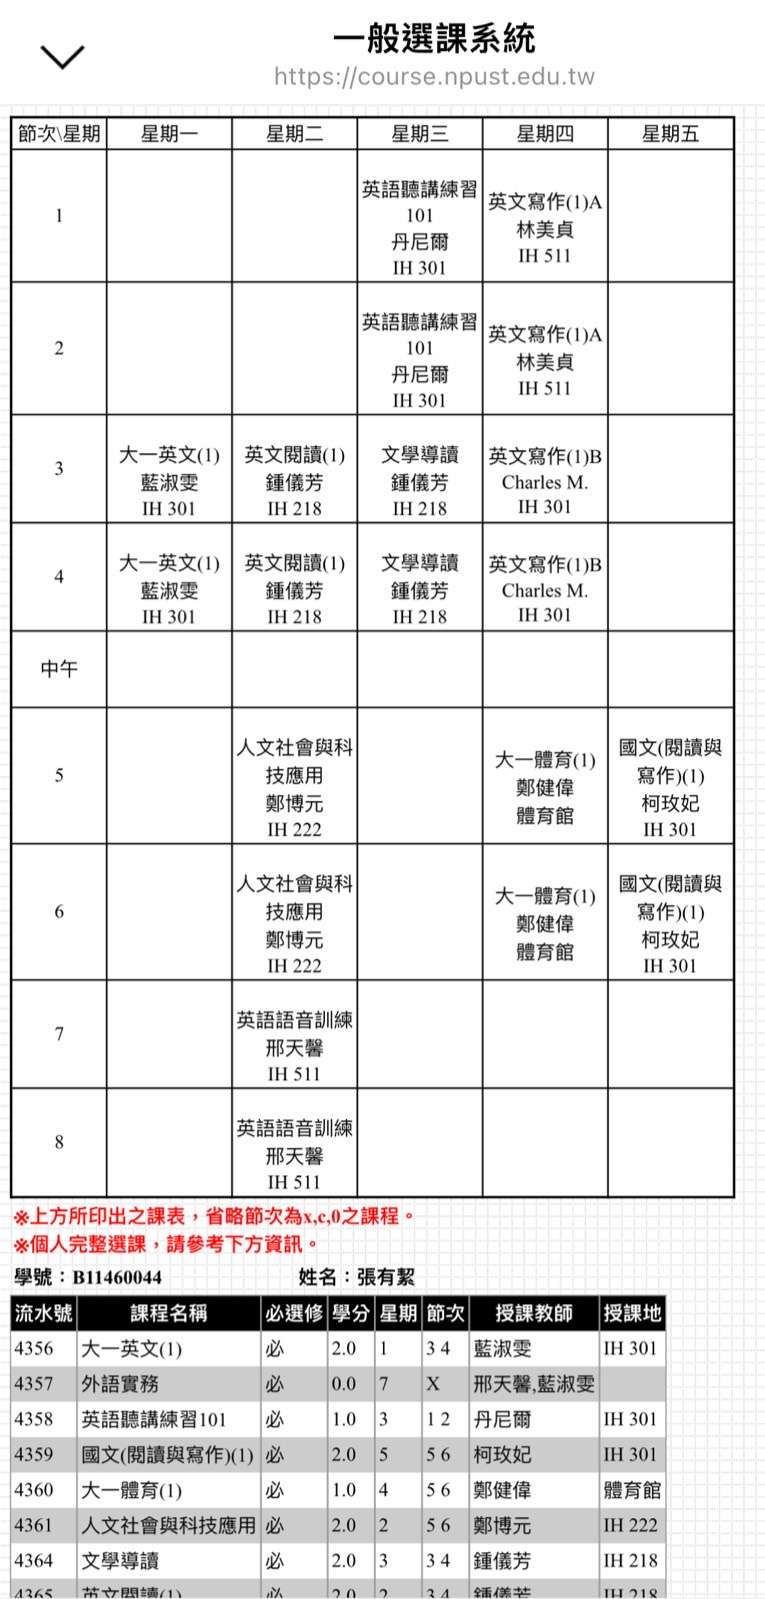 一般選課系統
https://course.npust.edu.tw
節次\星期 星期一 星期二 星期三 星期四 星期五
1 英語聽講練習101 丹尼爾 IH 301 英文寫作(1)A 林美貞 IH 511
2 英語聽講練習101 丹尼爾 IH 301 英文寫作(1)A 林美貞 IH 511
3 大一英文(1) 藍淑雯 IH 301 英文閱讀(1) 鍾儀芳 IH 218 文學導讀 鍾儀芳 IH 218 英文寫作(1)B Charles M. IH 301
4 大一英文(1) 藍淑雯 IH 301 英文閱讀(1) 鍾儀芳 IH 218 文學導讀 鍾儀芳 IH 218 英文寫作(1)B Charles M. IH 301
中午
5 人文社會與科技應用 鄭博元 IH 222 大一體育(1) 鄭健偉 體育館 國文(閱讀與寫作)(1) 柯玫妃 IH 301
6 人文社會與科技應用 鄭博元 IH 222 大一體育(1) 鄭健偉 體育館 國文(閱讀與寫作)(1) 柯玫妃 IH 301
7 英語語音訓練 邢天馨 IH 511
8 英語語音訓練 邢天馨 IH 511
※上方所印出之課表，省略節次為x,c,0之課程。
※個人完整選課，請參考下方資訊。
學號：B11460044 姓名：張有絜
流水號 課程名稱 必選修 學分 星期 節次 授課教師 授課地
4356 大一英文(1) 必 2.0 1 3 4 藍淑雯 IH 301
4357 外語實務 必 0.0 7 X 邢天馨,藍淑雯
4358 英語聽講練習101 必 1.0 3 1 2 丹尼爾 IH 301
4359 國文(閱讀與寫作)(1) 必 2.0 5 5 6 柯玫妃 IH 301
4360 大一體育(1) 必 1.0 4 5 6 鄭健偉 體育館
4361 人文社會與科技應用 必 2.0 2 5 6 鄭博元 IH 222
4364 文學導讀 必 2.0 3 3 4 鍾儀芳 IH 218
4365 英文閱讀(1) 必 2.0 2 3 4 鍾儀芳 IH 218